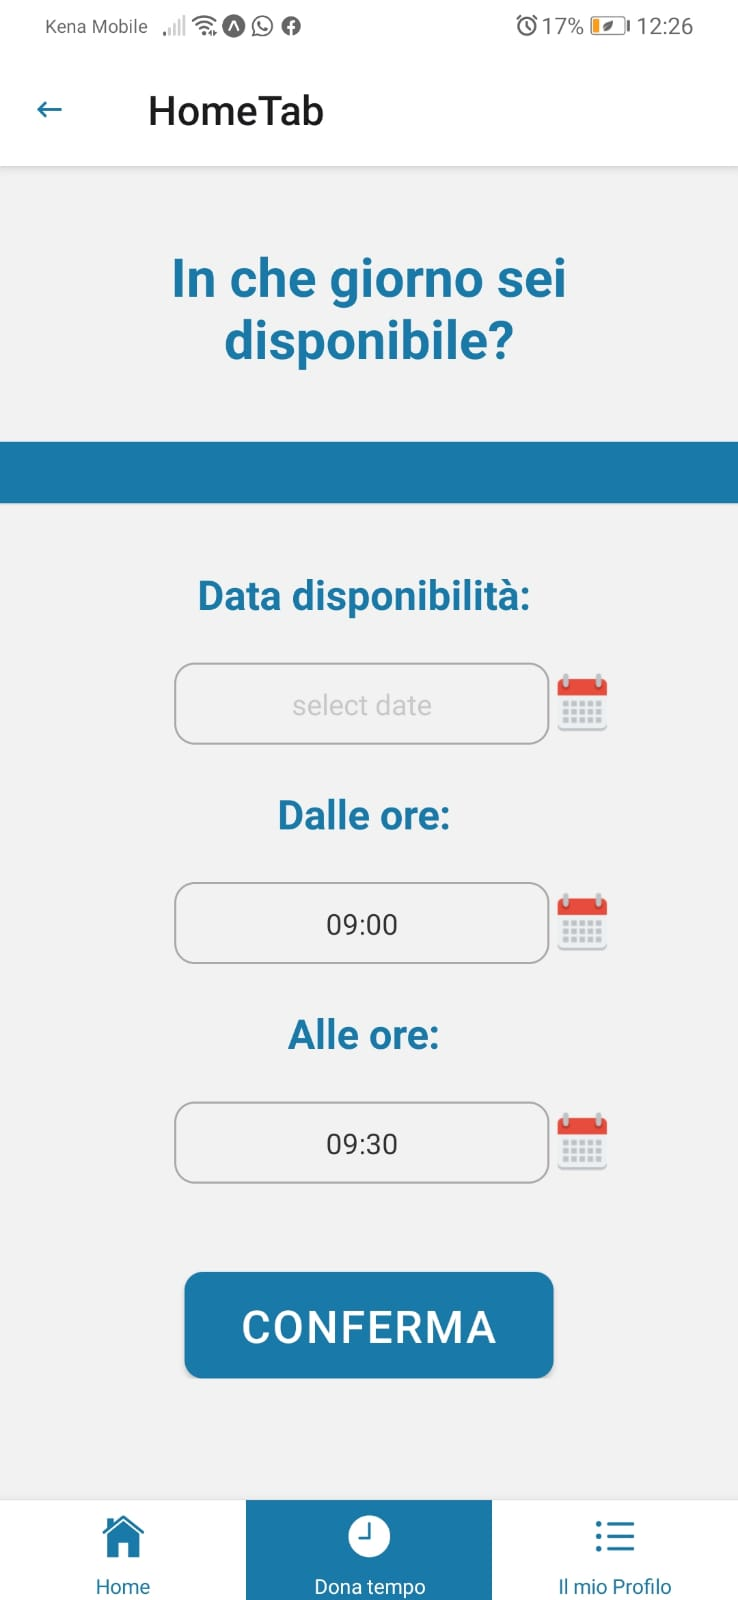 Kena Mobile 17% 12:26
HomeTab
In che giorno sei
disponibile?
Data disponibilità:
select date
Dalle ore:
09:00
Alle ore:
09:30
CONFERMA
Home Dona tempo Il mio Profilo